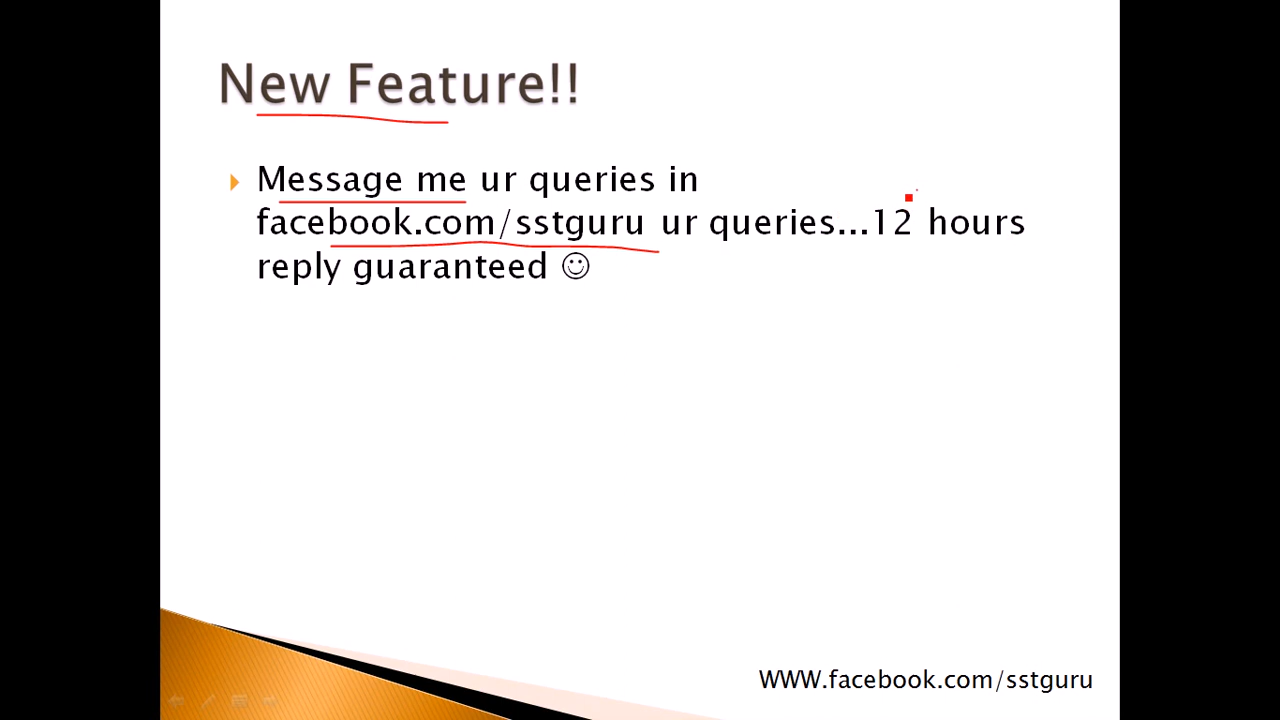 New Feature!!
Message me ur queries in
facebook.com/sstguru ur queries...12 hours
reply guaranteed ☺
WWW.facebook.com/sstguru